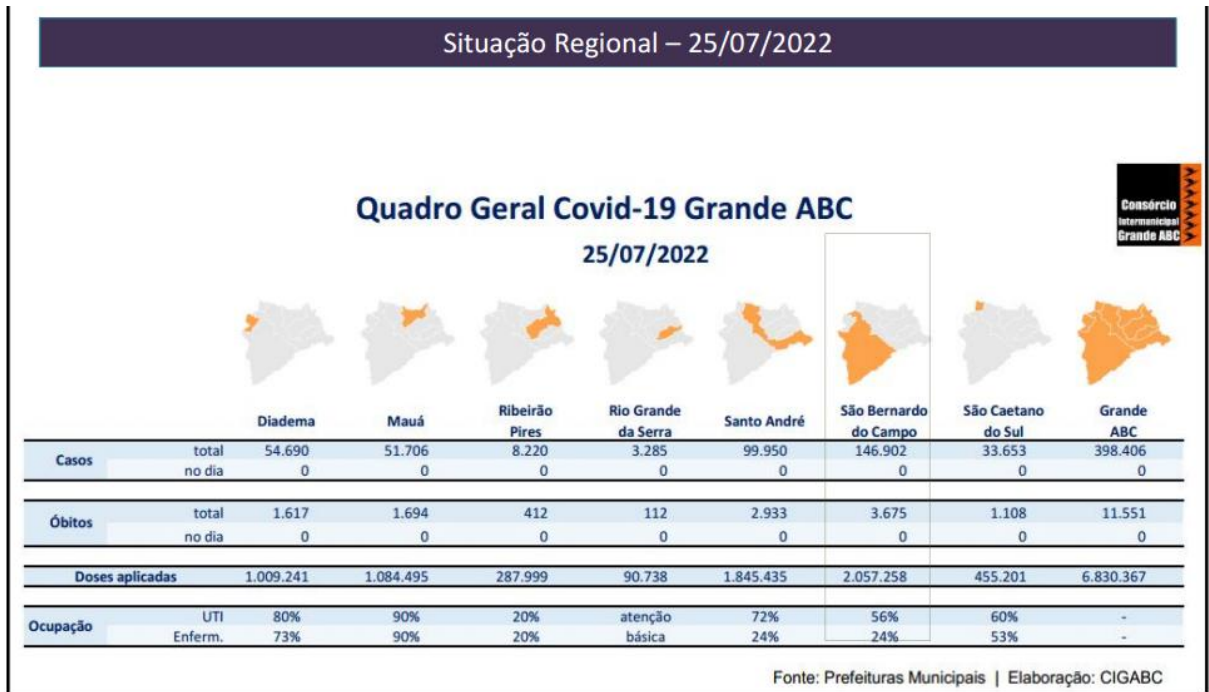 Situação Regional – 25/07/2022
Consórcio
Intermunicipal
Grande ABC
Quadro Geral Covid-19 Grande ABC
25/07/2022
Diadema Mauá Ribeirão Pires Rio Grande da Serra Santo André São Bernardo do Campo São Caetano do Sul Grande ABC
Casos total 54.690 51.706 8.220 3.285 99.950 146.902 33.653 398.406
no dia 0 0 0 0 0 0 0 0
Óbitos total 1.617 1.694 412 112 2.933 3.675 1.108 11.551
no dia 0 0 0 0 0 0 0 0
Doses aplicadas 1.009.241 1.084.495 287.999 90.738 1.845.435 2.057.258 455.201 6.830.367
Ocupação UTI 80% 90% 20% atenção 72% 56% 60% -
Enferm. 73% 90% 20% básica 24% 24% 53% -
Fonte: Prefeituras Municipais | Elaboração: CIGABC